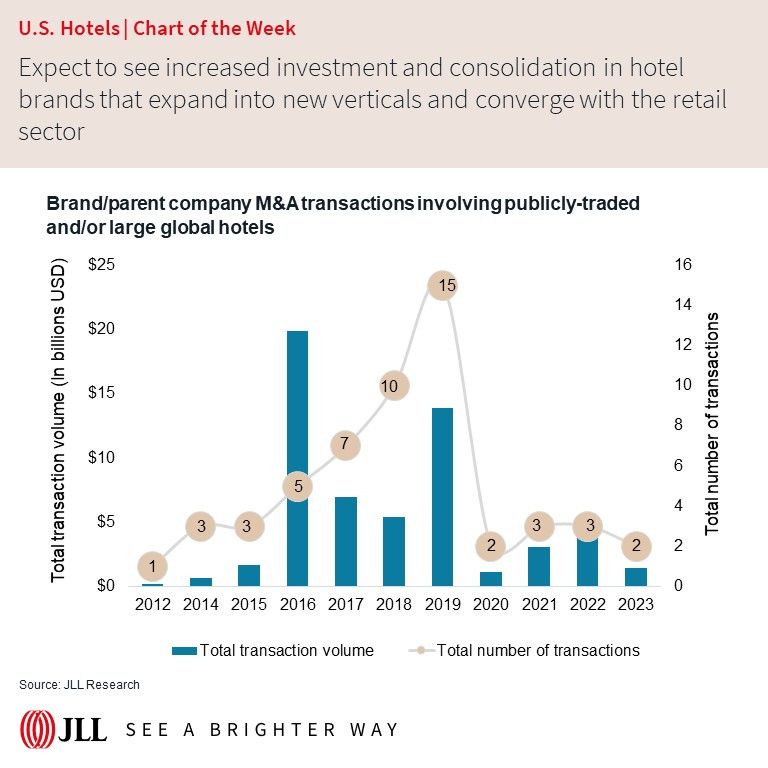 U.S. Hotels| Chart of the Week
Expect to see increased investment and consolidation in hotel
brands that expand into new verticals and converge with the retail
sector
Brand/parent company M&A transactions involving publicly-traded
and/or large global hotels
Total transaction volume (In billions USD)
$25
$20
$15
$10
$5
$0
1
3
3
5
7
10
15
2
3
3
2
16
14
12
10
8
6
4
2
0
Total number of transactions
2012 2014 2015 2016 2017 2018 2019 2020 2021 2022 2023
Total transaction volume
Total number of transactions
Source: JLL Research
JLL SEE A BRIGHTER WAY